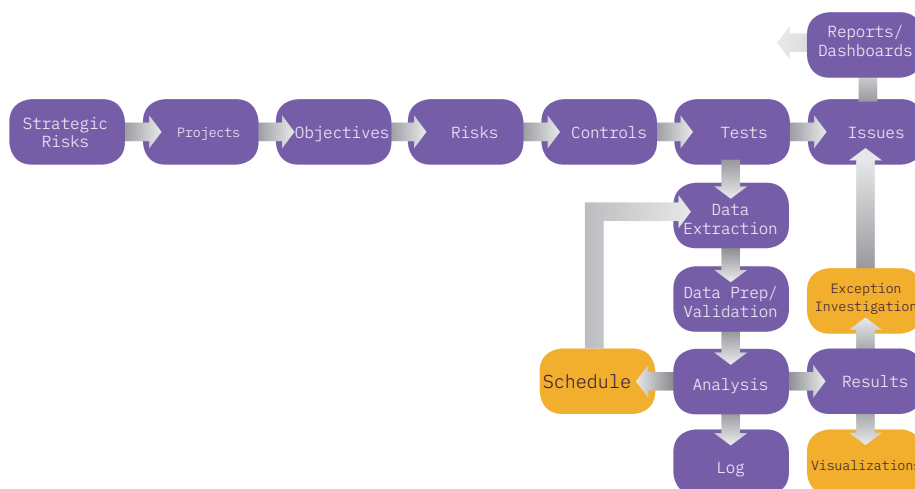 Reports/
Dashboards
Strategic
Risks
Projects
Objectives
Risks
Controls
Tests
Issues
Data
Extraction
Data Prep/
Validation
Exception
Investigation
Schedule
Analysis
Results
Log
Visualizations